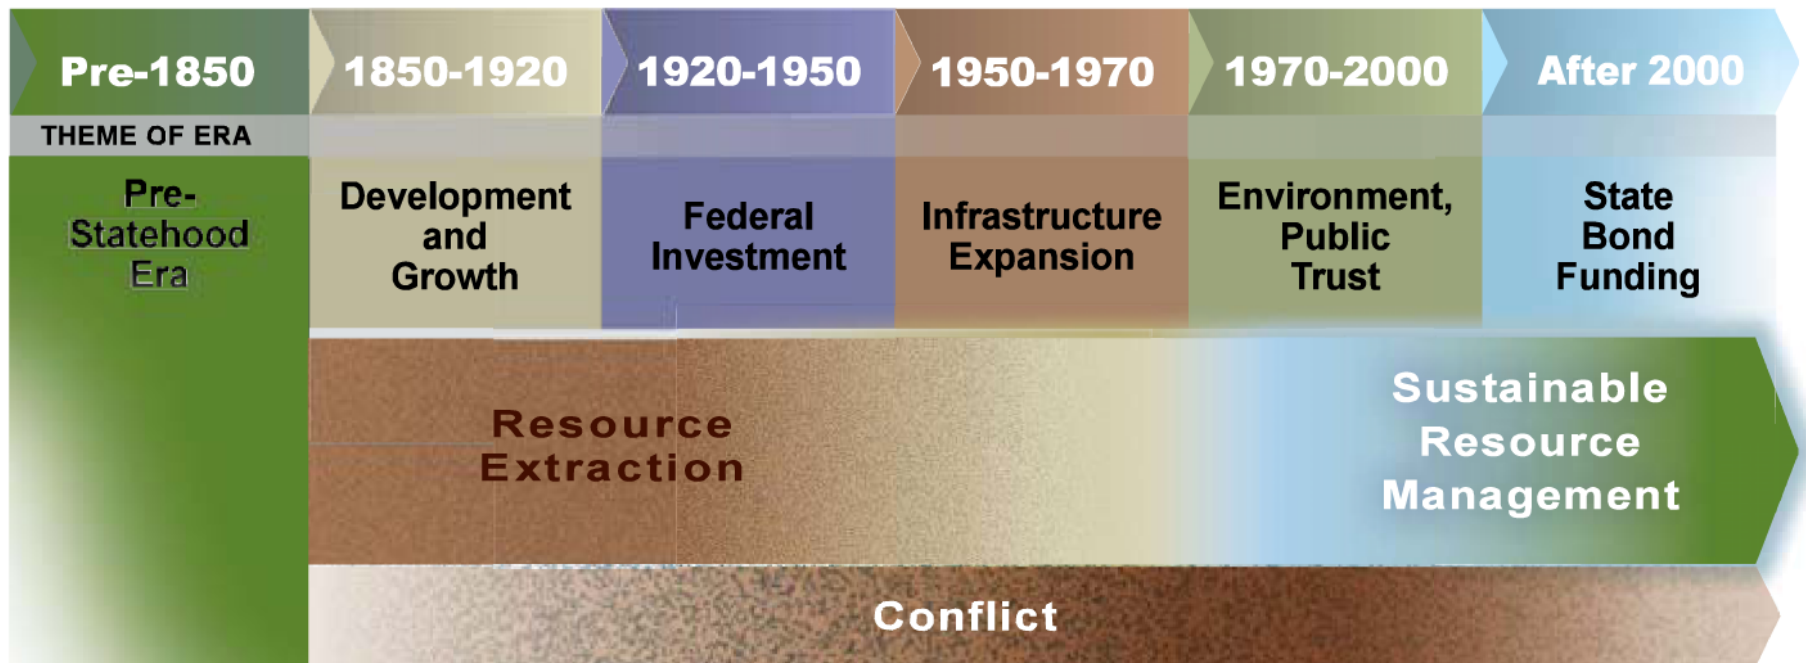 Pre-1850
1850-1920
1920-1950
1950-1970
1970-2000
After 2000
THEME OF ERA
Pre-
Statehood
Era
Development
and
Growth
Federal
Investment
Infrastructure
Expansion
Environment,
Public
Trust
State
Bond
Funding
Resource
Extraction
Sustainable
Resource
Management
Conflict